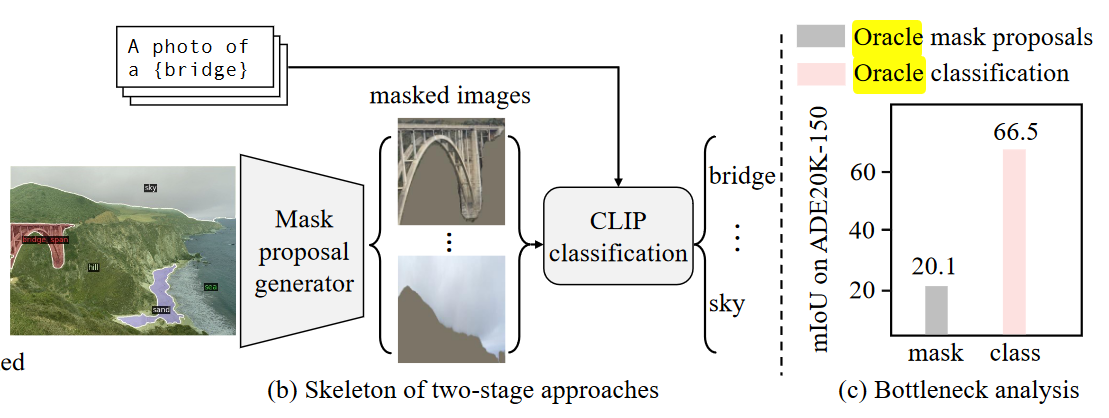 A photo of
a {bridge}
masked images
sky
bridge, span
hill
sea
sand
Mask
proposal
generator
CLIP
classification
bridge
sky
ed
(b) Skeleton of two-stage approaches
Oracle mask proposals
Oracle classification
mIoU on ADE20K-150
66.5
60
40
20.1
20
mask class
(c) Bottleneck analysis